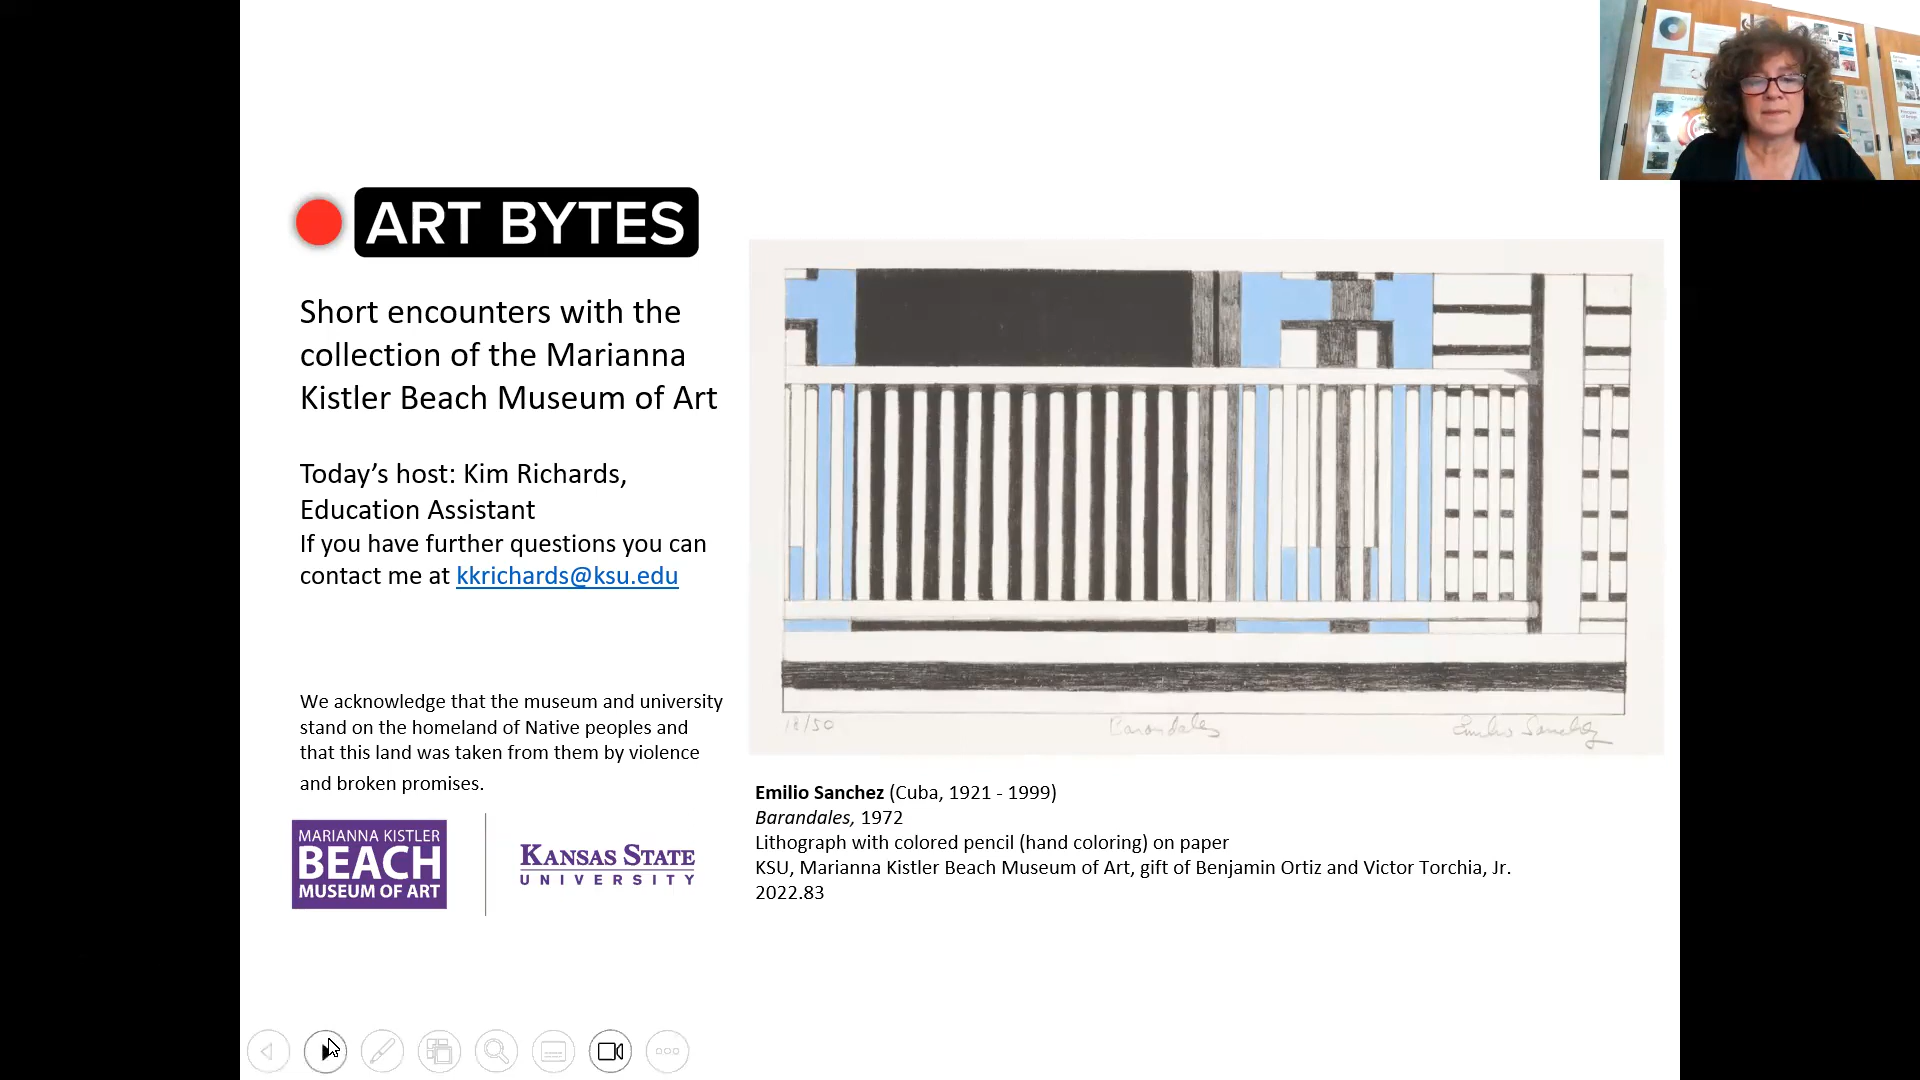 ART BYTES
Short encounters with the
collection of the Marianna
Kistler Beach Museum of Art
Today’s host: Kim Richards,
Education Assistant
If you have further questions you can
contact me at kkrichards@ksu.edu
We acknowledge that the museum and university
stand on the homeland of Native peoples and
that this land was taken from them by violence
and broken promises.
MARIANNA KISTLER
BEACH
MUSEUM OF ART
KANSAS STATE
UNIVERSITY
18/50 Barandales Emilio Sanchez
Emilio Sanchez (Cuba, 1921 - 1999)
Barandales, 1972
Lithograph with colored pencil (hand coloring) on paper
KSU, Marianna Kistler Beach Museum of Art, gift of Benjamin Ortiz and Victor Torchia, Jr.
2022.83